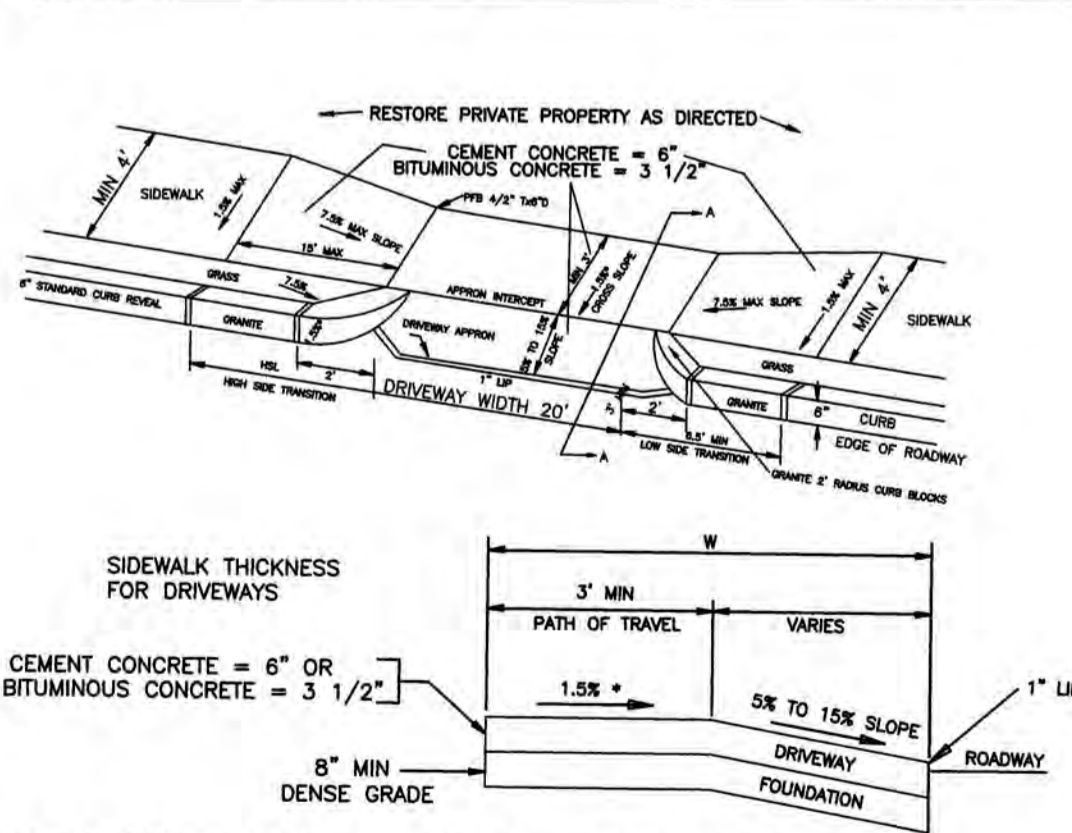 RESTORE PRIVATE PROPERTY AS DIRECTED
CEMENT CONCRETE = 6"
BITUMINOUS CONCRETE = 3 1/2"
MIN 4'
SIDEWALK
1.5% MAX
7.5% MAX SLOPE
15' MAX
A
MIN 3'
1.5%*
CROSS SLOPE
7.5% MAX SLOPE
1.5% MAX
MIN 4'
SIDEWALK
GRASS
7.5%
APPRON INTERCEPT
6" STANDARD CURB REVEAL
GRANITE
DRIVEWAY APPRON
5% TO 15%
SLOPE
GRASS
HSL
2'
1" LIP
2'
GRANITE
6"
CURB
HIGH SIDE TRANSITION
DRIVEWAY WIDTH 20'
6.5' MIN
EDGE OF ROADWAY
LOW SIDE TRANSITION
A
GRANITE 2' RADIUS CURB BLOCKS
W
SIDEWALK THICKNESS
FOR DRIVEWAYS
3' MIN
PATH OF TRAVEL
VARIES
CEMENT CONCRETE = 6" OR
BITUMINOUS CONCRETE = 3 1/2"
1.5% *
5% TO 15% SLOPE
1" LI
DRIVEWAY
ROADWAY
8" MIN
DENSE GRADE
FOUNDATION